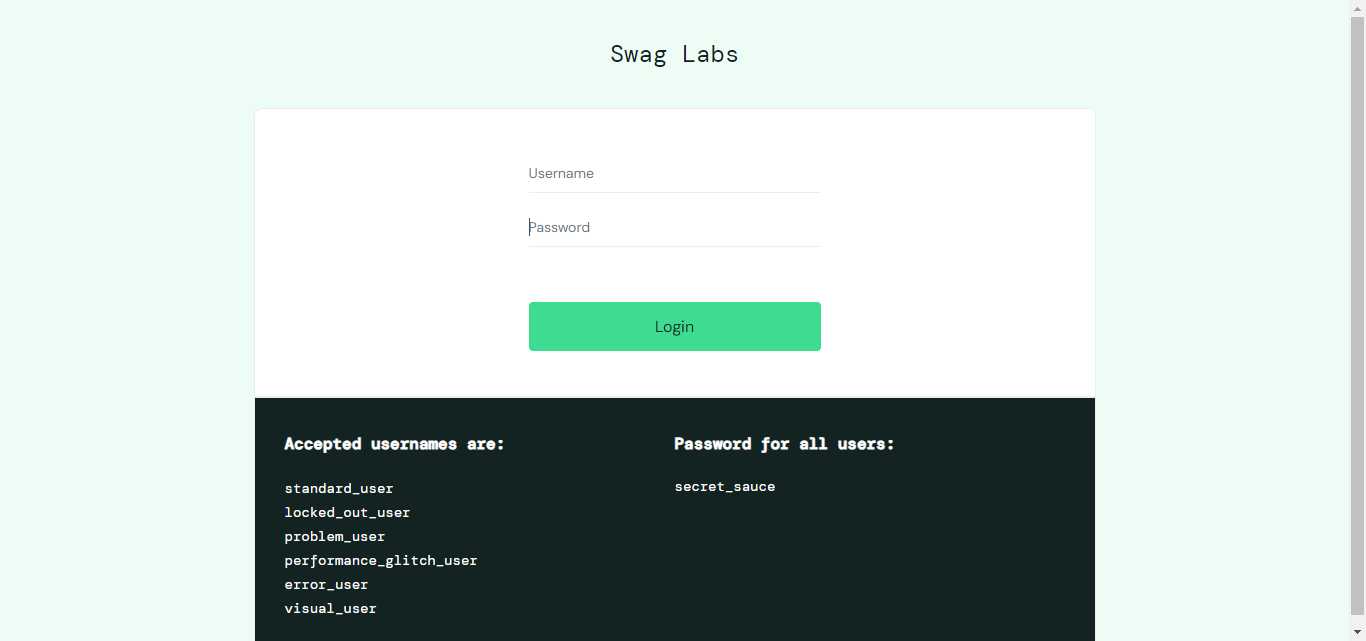 Swag Labs
Username
Password
Login
Accepted usernames are:
standard_user
locked_out_user
problem_user
performance_glitch_user
error_user
visual_user
Password for all users:
secret_sauce